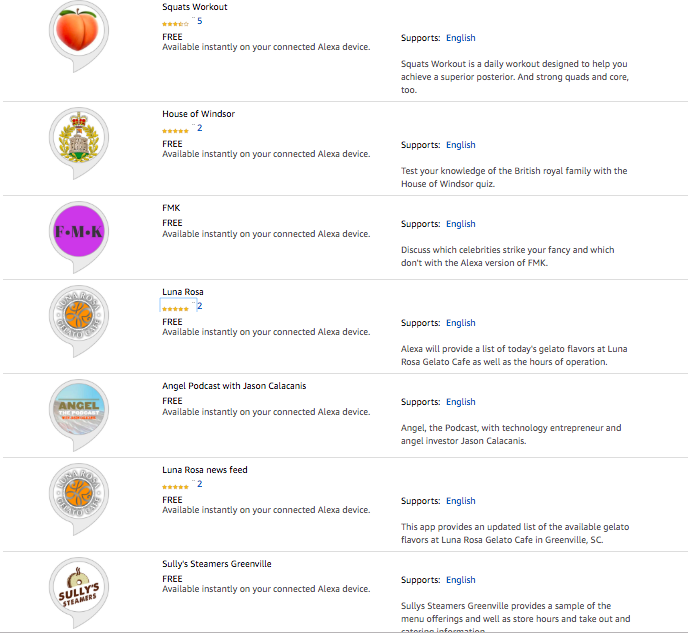 Squats Workout
5
FREE
Available instantly on your connected Alexa device.
Supports: English
Squats Workout is a daily workout designed to help you
achieve a superior posterior. And strong quads and core,
too.
House of Windsor
2
FREE
Available instantly on your connected Alexa device.
Supports: English
Test your knowledge of the British royal family with the
House of Windsor quiz.
F•M•K
FMK
FREE
Available instantly on your connected Alexa device.
Supports: English
Discuss which celebrities strike your fancy and which
don't with the Alexa version of FMK.
LUNA ROSA
GELATO CAFE
Luna Rosa
2
FREE
Available instantly on your connected Alexa device.
Supports: English
Alexa will provide a list of today's gelato flavors at Luna
Rosa Gelato Cafe as well as the hours of operation.
ANGEL
THE PODCAST
Angel Podcast with Jason Calacanis
FREE
Available instantly on your connected Alexa device.
Supports: English
Angel, the Podcast, with technology entrepreneur and
angel investor Jason Calacanis.
LUNA ROSA
GELATO CAFE
Luna Rosa news feed
2
FREE
Available instantly on your connected Alexa device.
Supports: English
This app provides an updated list of the available gelato
flavors at Luna Rosa Gelato Cafe in Greenville, SC.
SULLY'S
STEAMERS
Sully's Steamers Greenville
FREE
Available instantly on your connected Alexa device.
Supports: English
Sullys Steamers Greenville provides a sample of the
menu offerings and well as store hours and take out and
catering information